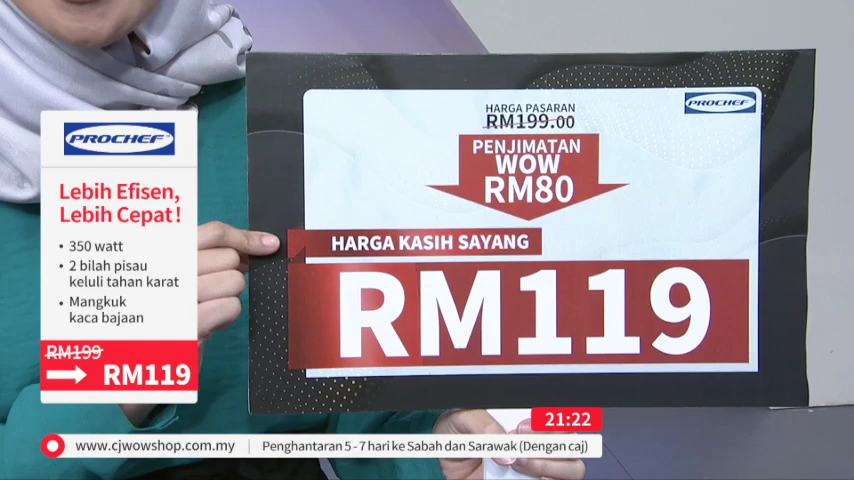 PROCHEF
Lebih Efisen,
Lebih Cepat!
• 350 watt
• 2 bilah pisau
keluli tahan karat
• Mangkuk
kaca bajaan
RM199
RM119
HARGA PASARAN
RM199.00
PROCHEF
PENJIMATAN
WOW
RM80
HARGA KASIH SAYANG
RM119
21:22
www.cjwowshop.com.my | Penghantaran 5 - 7 hari ke Sabah dan Sarawak (Dengan caj)